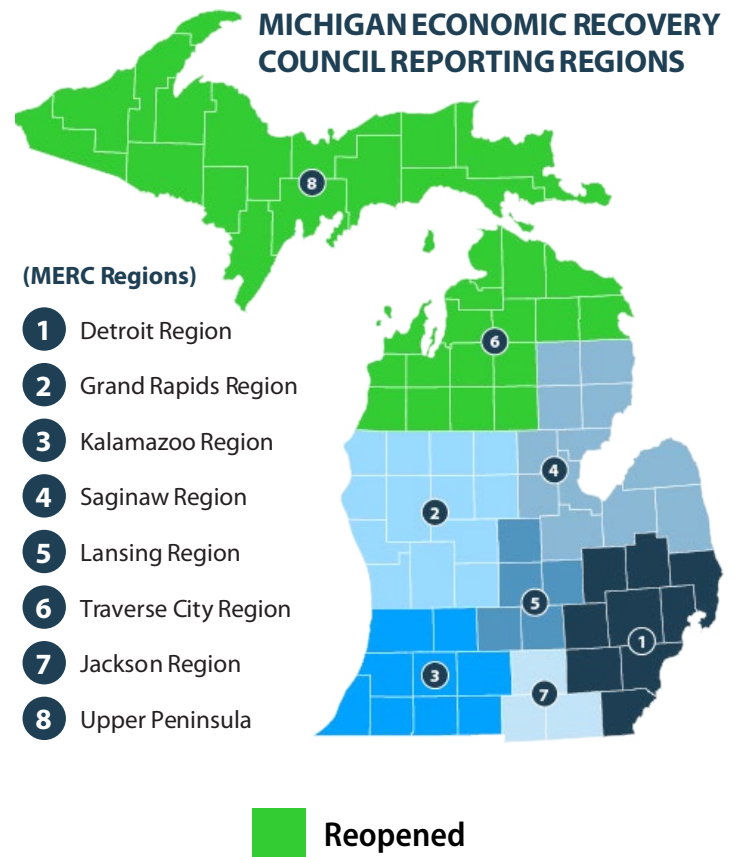 MICHIGAN ECONOMIC RECOVERY
COUNCIL REPORTING REGIONS
8
(MERC Regions)
1 Detroit Region
2 Grand Rapids Region
3 Kalamazoo Region
4 Saginaw Region
5 Lansing Region
6 Traverse City Region
7 Jackson Region
8 Upper Peninsula
6
4
2
5
1
3
7
Reopened